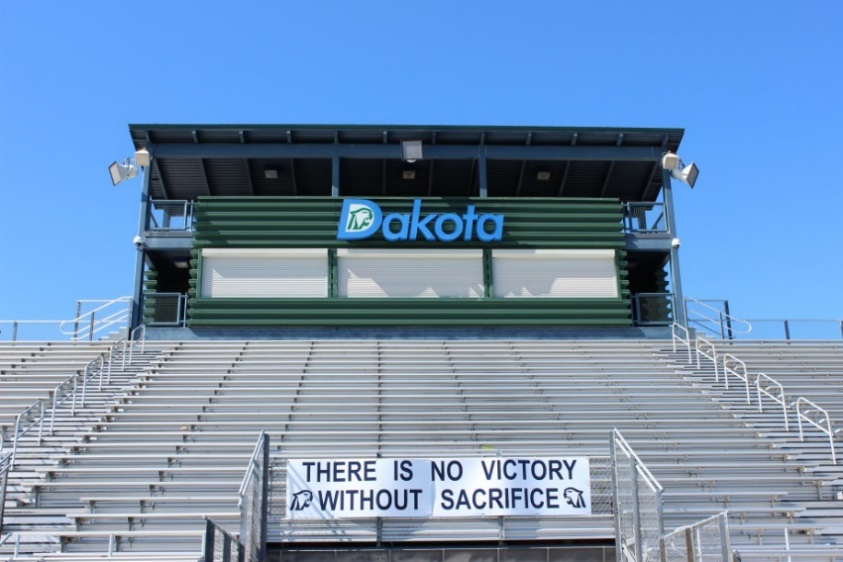 Dakota
THERE IS NO VICTORY
WITHOUT SACRIFICE